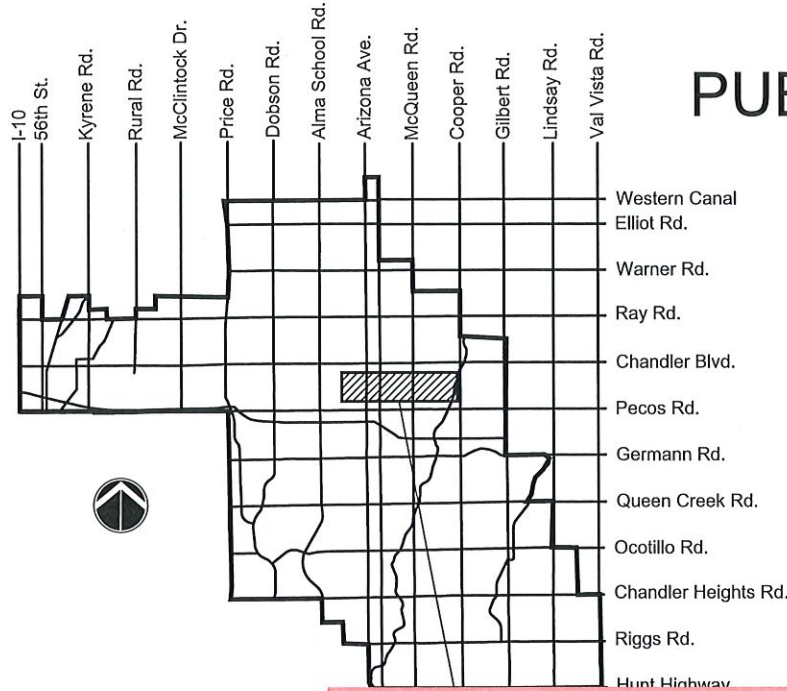 I-10
56th St.
Kyrene Rd.
Rural Rd.
McClintock Dr.
Price Rd.
Dobson Rd.
Alma School Rd.
Arizona Ave.
McQueen Rd.
Cooper Rd.
Gilbert Rd.
Lindsay Rd.
Val Vista Rd.
PUB
Western Canal
Elliot Rd.
Warner Rd.
Ray Rd.
Chandler Blvd.
Pecos Rd.
Germann Rd.
Queen Creek Rd.
Ocotillo Rd.
Chandler Heights Rd.
Riggs Rd.
Hunt Highway